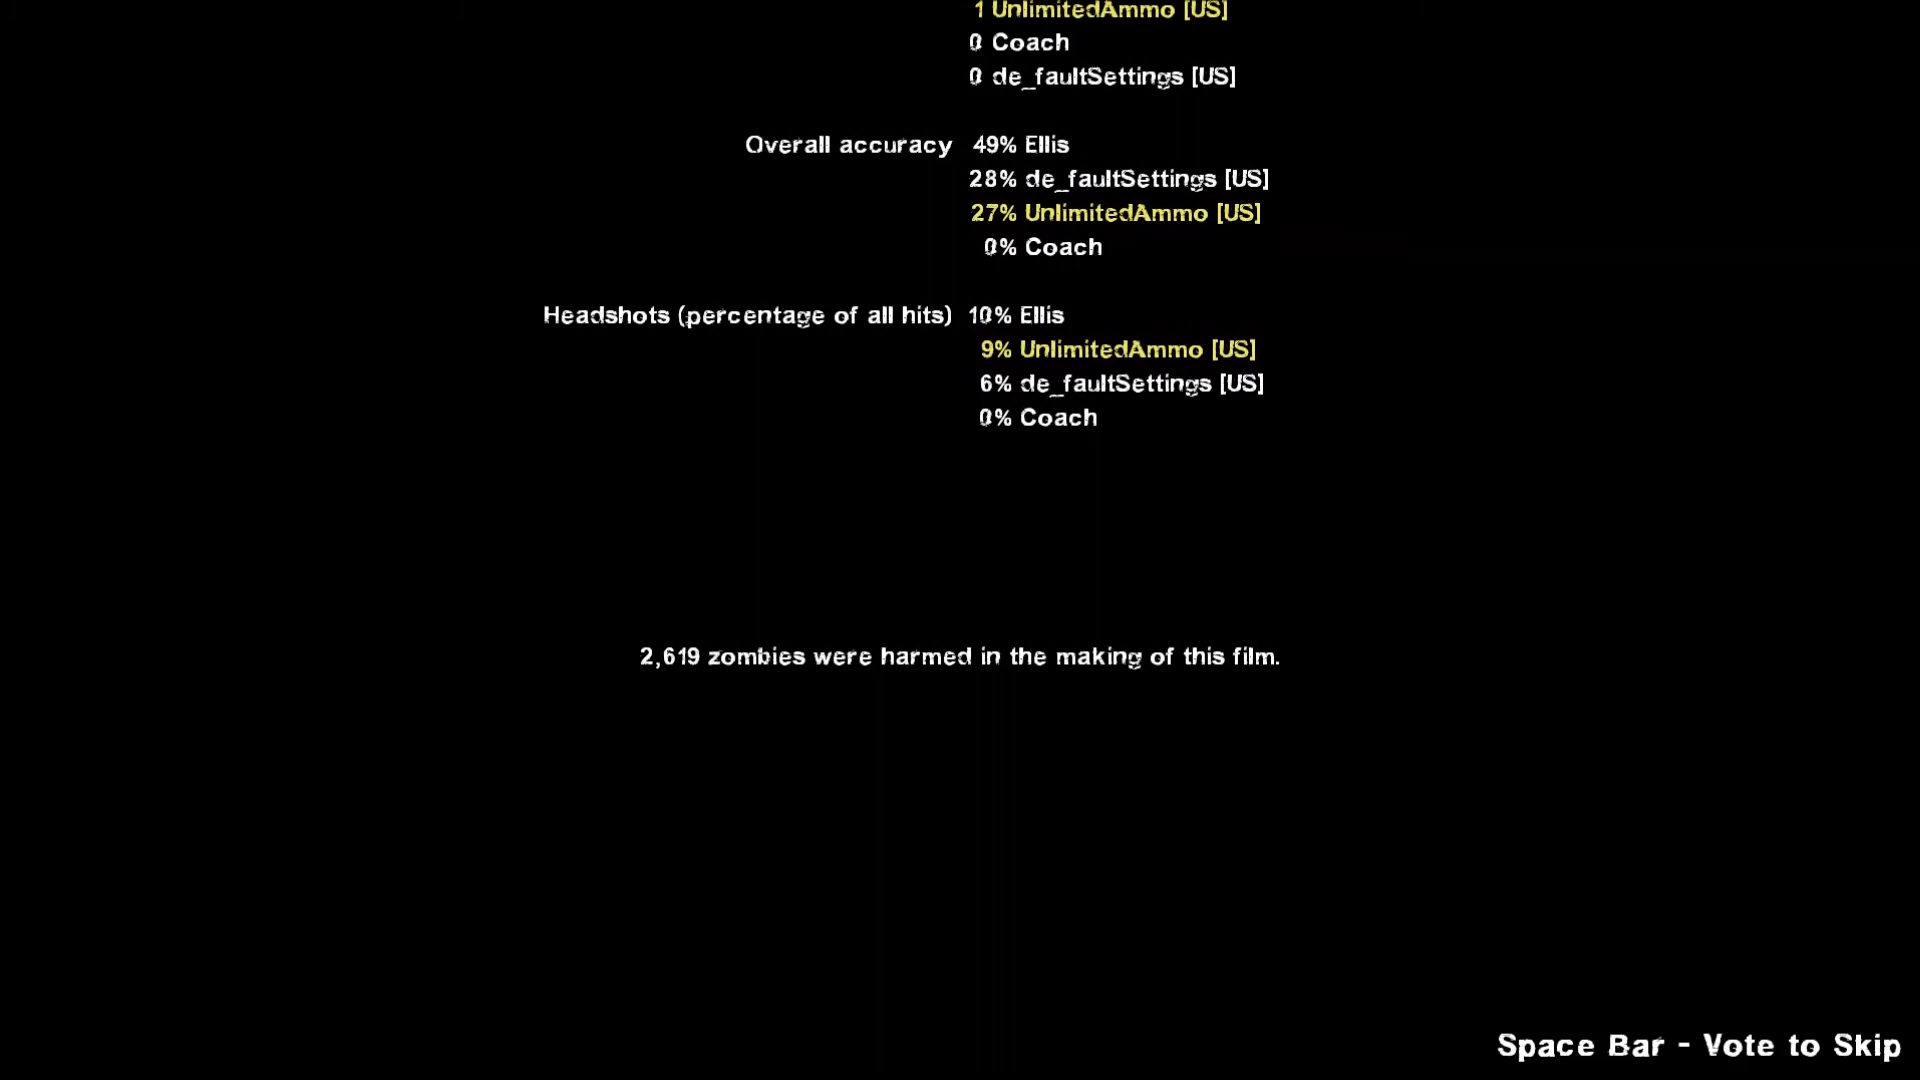 1 UnlimitedAmmo [US]
0 Coach
0 de_faultSettings [US]
Overall accuracy 49% Ellis
28% de_faultSettings [US]
27% UnlimitedAmmo [US]
0% Coach
Headshots (percentage of all hits) 10% Ellis
9% UnlimitedAmmo [US]
6% de_faultSettings [US]
0% Coach
2,619 zombies were harmed in the making of this film.
Space Bar - Vote to Skip